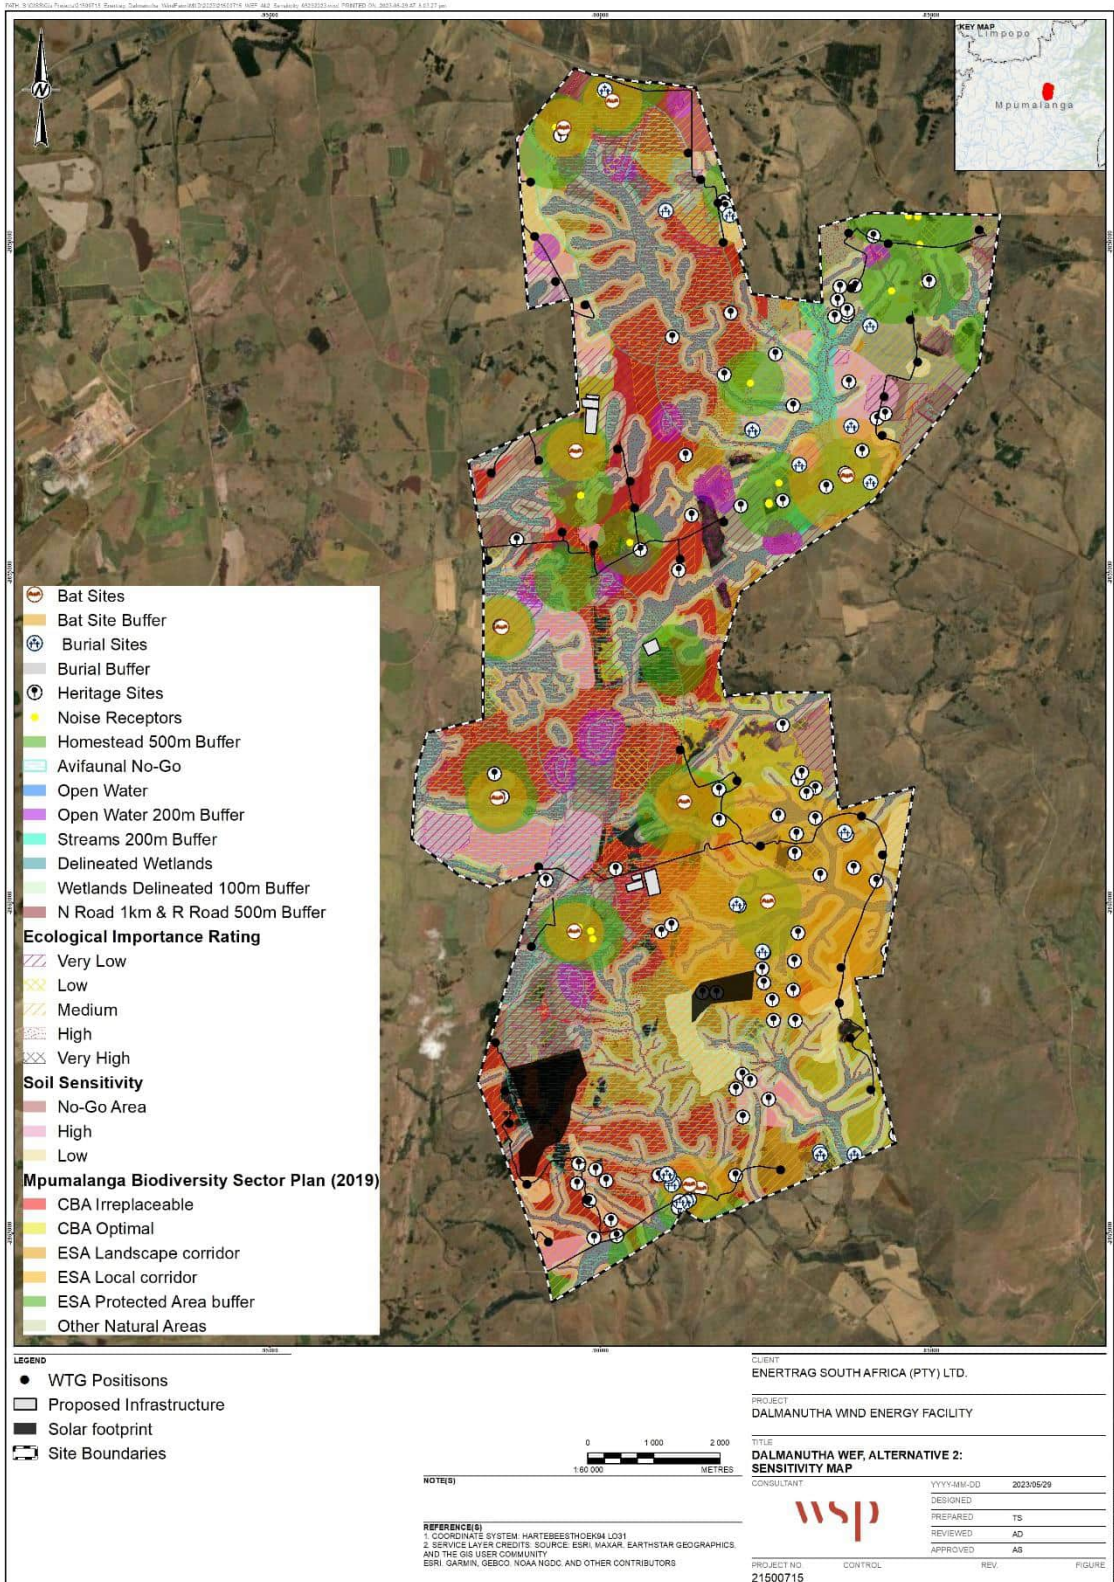 KEY MAP
Limpopo
Mpumalanga
N
Bat Sites
Bat Site Buffer
Burial Sites
Burial Buffer
Heritage Sites
Noise Receptors
Homestead 500m Buffer
Avifaunal No-Go
Open Water
Open Water 200m Buffer
Streams 200m Buffer
Delineated Wetlands
Wetlands Delineated 100m Buffer
N Road 1km & R Road 500m Buffer
Ecological Importance Rating
Very Low
Low
Medium
High
Very High
Soil Sensitivity
No-Go Area
High
Low
Mpumalanga Biodiversity Sector Plan (2019)
CBA Irreplaceable
CBA Optimal
ESA Landscape corridor
ESA Local corridor
ESA Protected Area buffer
Other Natural Areas
LEGEND
WTG Positisons
Proposed Infrastructure
Solar footprint
Site Boundaries
0 1 000 2 000
1:60 000 METRES
NOTE(S)
REFERENCE(S)
1. COORDINATE SYSTEM: HARTEBEESTHOEK94 LO31
2. SERVICE LAYER CREDITS: SOURCE: ESRI, MAXAR, EARTHSTAR GEOGRAPHICS,
AND THE GIS USER COMMUNITY
ESRI, GARMIN, GEBCO, NOAA NGDC, AND OTHER CONTRIBUTORS
CLIENT
ENERTRAG SOUTH AFRICA (PTY) LTD.
PROJECT
DALMANUTHA WIND ENERGY FACILITY
TITLE
DALMANUTHA WEF, ALTERNATIVE 2:
SENSITIVITY MAP
CONSULTANT
wsp
YYYY-MM-DD 2023/05/29
DESIGNED
PREPARED TS
REVIEWED AD
APPROVED AS
PROJECT NO. CONTROL REV. FIGURE
21500715